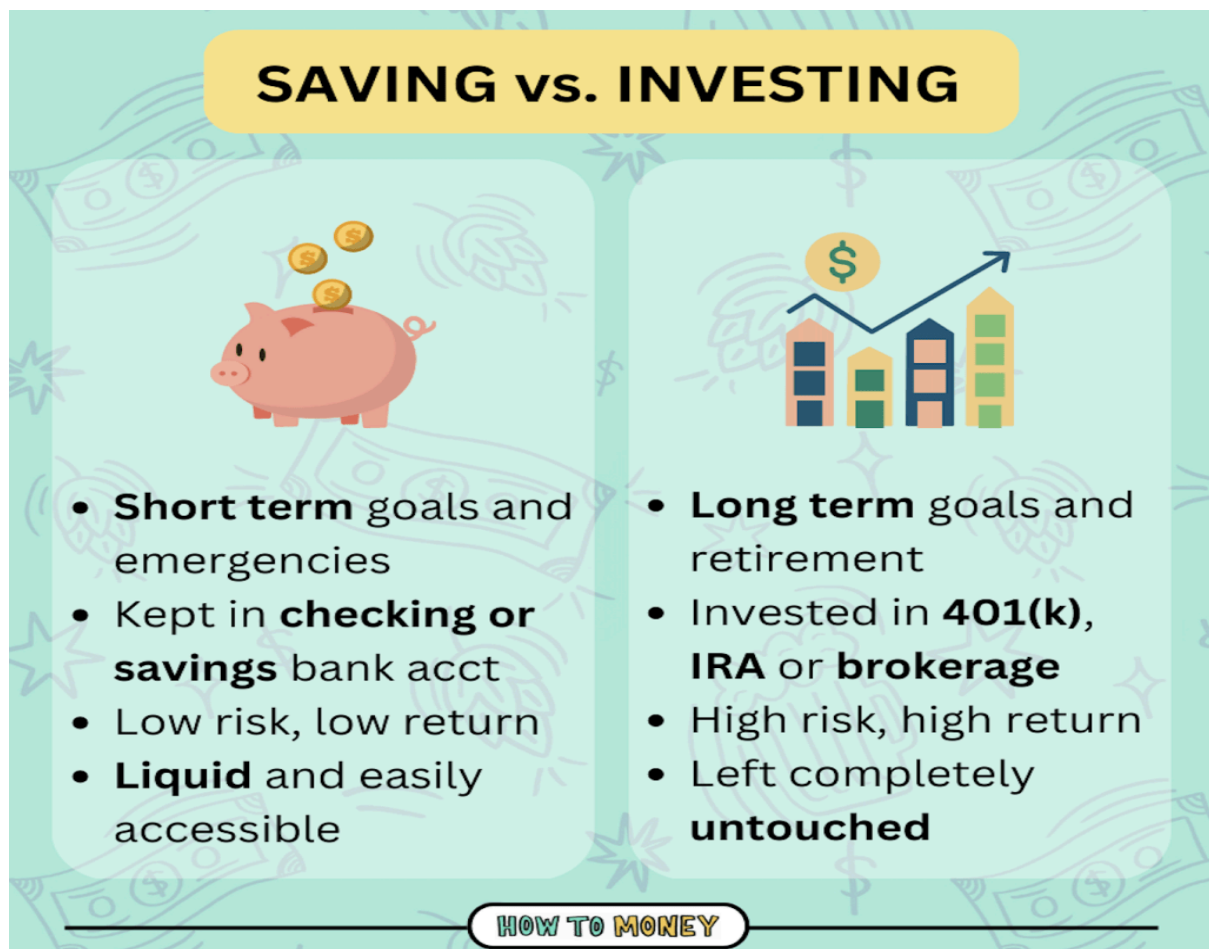 SAVING vs. INVESTING
• Short term goals and
emergencies
• Kept in checking or
savings bank acct
• Low risk, low return
• Liquid and easily
accessible
• Long term goals and
retirement
• Invested in 401(k),
IRA or brokerage
• High risk, high return
• Left completely
untouched
HOW TO MONEY